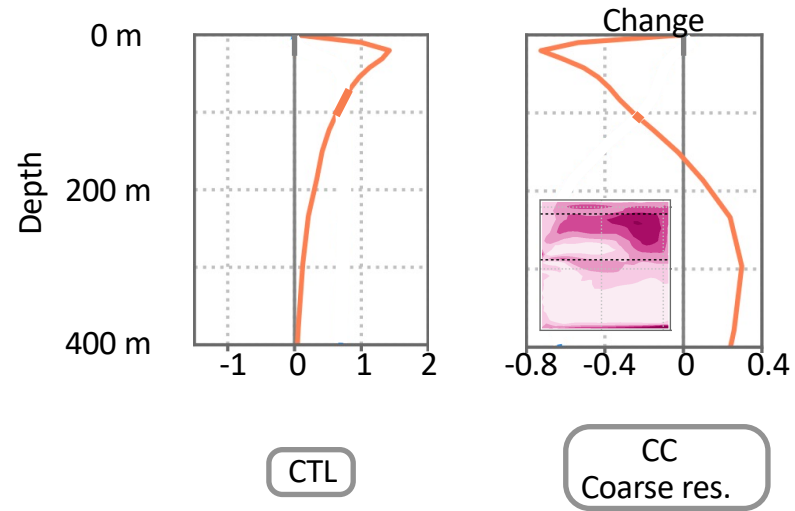 Change
0 m
200 m
400 m
Depth
-1 0 1 2
-0.8 -0.4 0 0.4
CTL
CC
Coarse res.